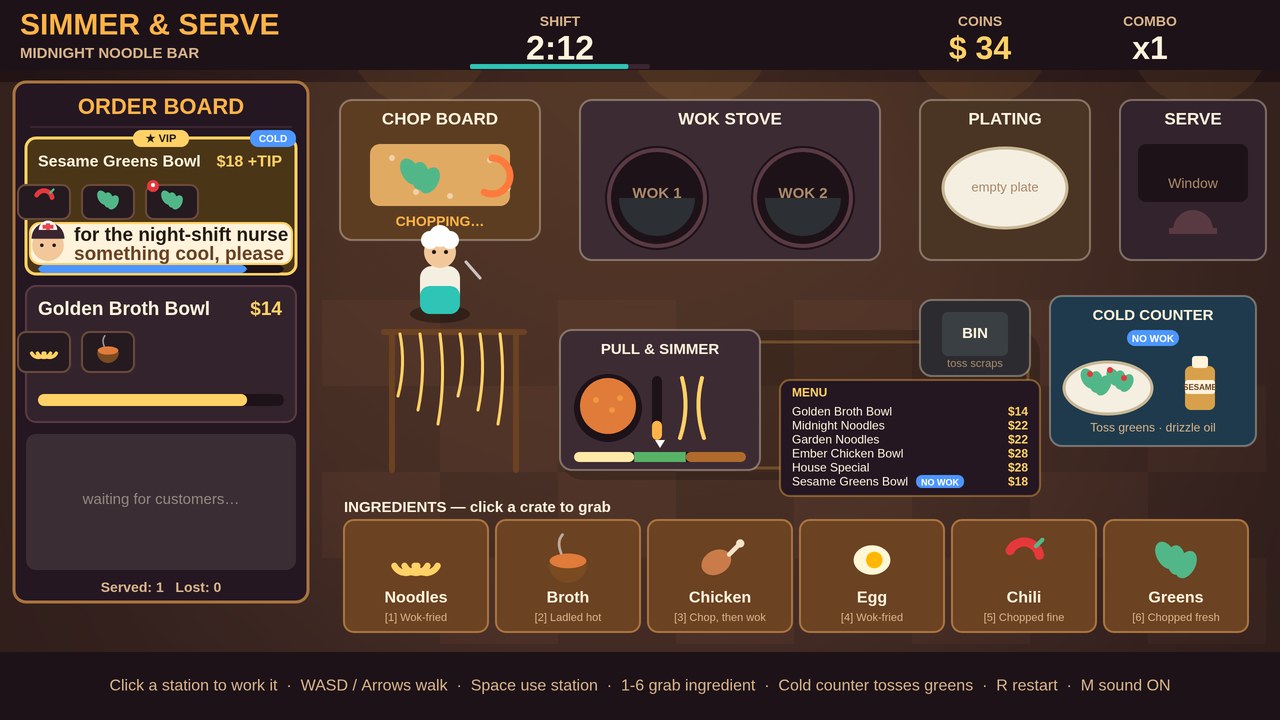 SIMMER & SERVE
MIDNIGHT NOODLE BAR
SHIFT
2:12
COINS
$ 34
COMBO
x1
ORDER BOARD
★ VIP
COLD
Sesame Greens Bowl $18 +TIP
for the night-shift nurse
something cool, please
Golden Broth Bowl $14
waiting for customers…
Served: 1 Lost: 0
CHOP BOARD
CHOPPING…
WOK STOVE
WOK 1
WOK 2
PLATING
empty plate
SERVE
Window
PULL & SIMMER
BIN
toss scraps
COLD COUNTER
NO WOK
SESAME
Toss greens · drizzle oil
MENU
Golden Broth Bowl $14
Midnight Noodles $22
Garden Noodles $22
Ember Chicken Bowl $28
House Special $28
Sesame Greens Bowl NO WOK $18
INGREDIENTS — click a crate to grab
Noodles
[1] Wok-fried
Broth
[2] Ladled hot
Chicken
[3] Chop, then wok
Egg
[4] Wok-fried
Chili
[5] Chopped fine
Greens
[6] Chopped fresh
Click a station to work it · WASD / Arrows walk · Space use station · 1-6 grab ingredient · Cold counter tosses greens · R restart · M sound ON